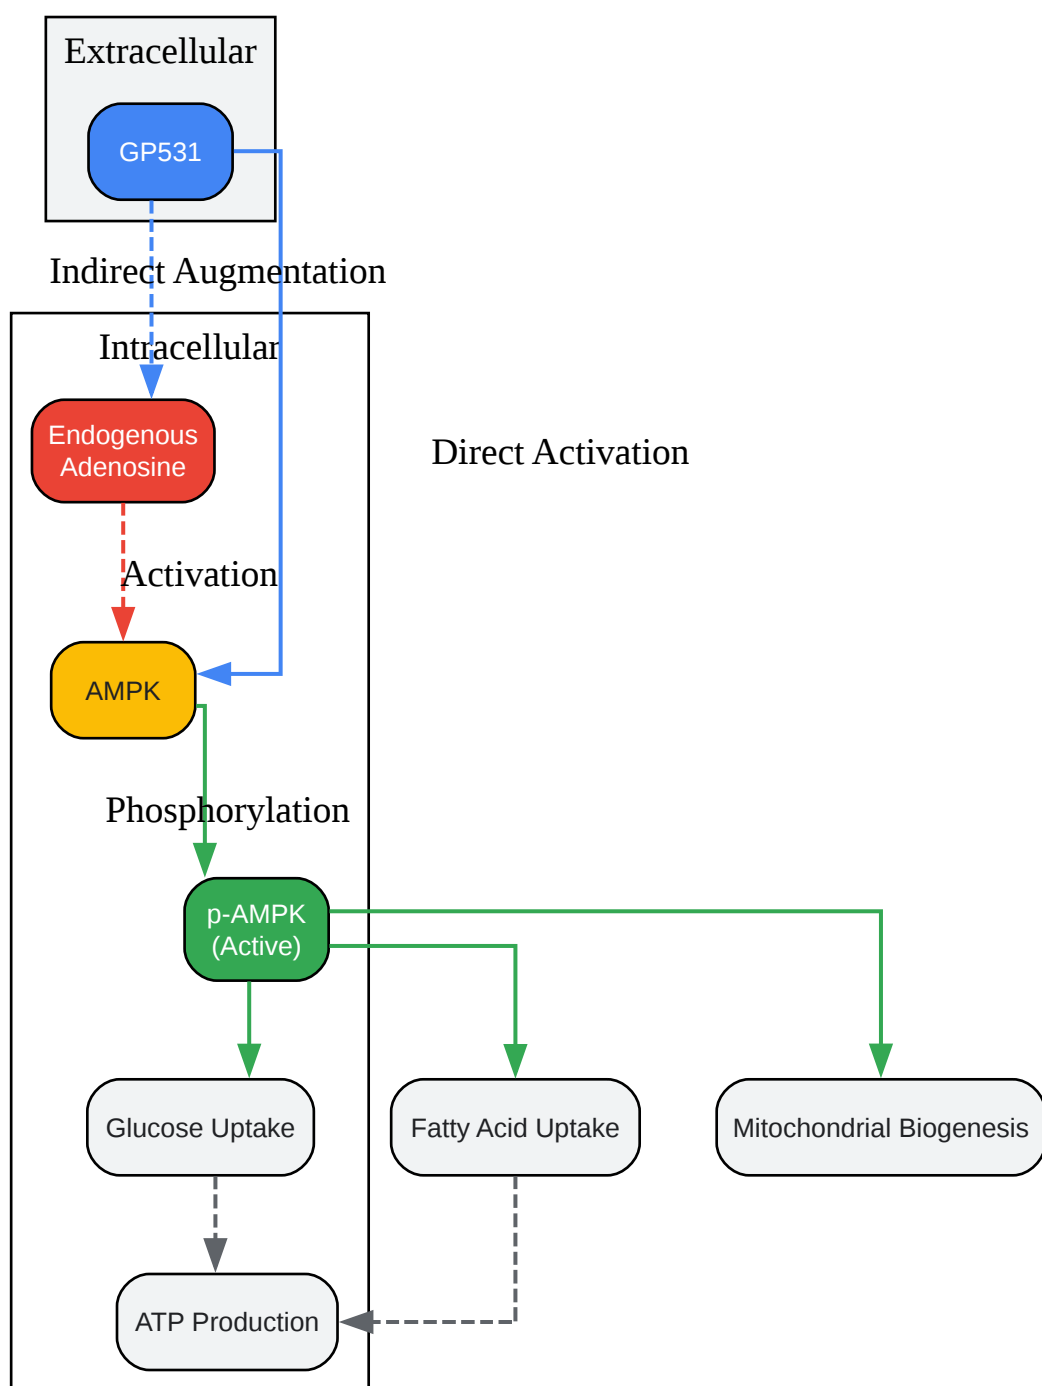 Extracellular
GP531
Indirect Augmentation
Intracellular
Endogenous
Adenosine
Direct Activation
Activation
AMPK
Phosphorylation
p-AMPK
(Active)
Glucose Uptake
Fatty Acid Uptake
Mitochondrial Biogenesis
ATP Production